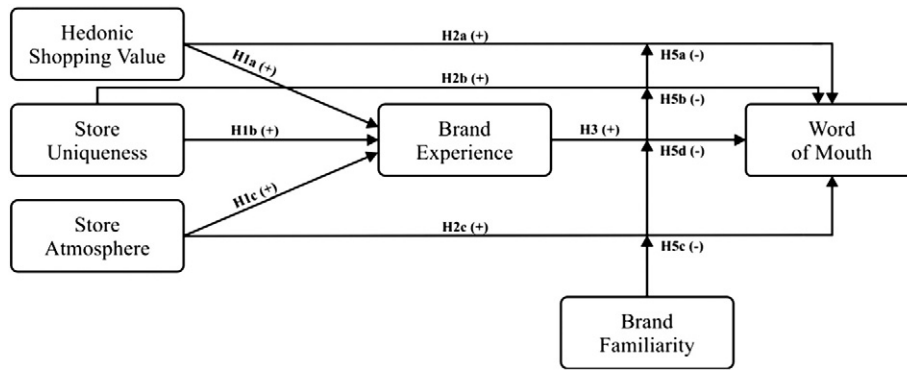 Hedonic
Shopping Value
H2a (+)
H1a (+)
H5a (-)
H2b (+)
H5b (-)
Store
Uniqueness
H1b (+)
Brand
Experience
H3 (+)
H5d (-)
Word
of Mouth
H1c (+)
Store
Atmosphere
H2c (+)
H5c (-)
Brand
Familiarity